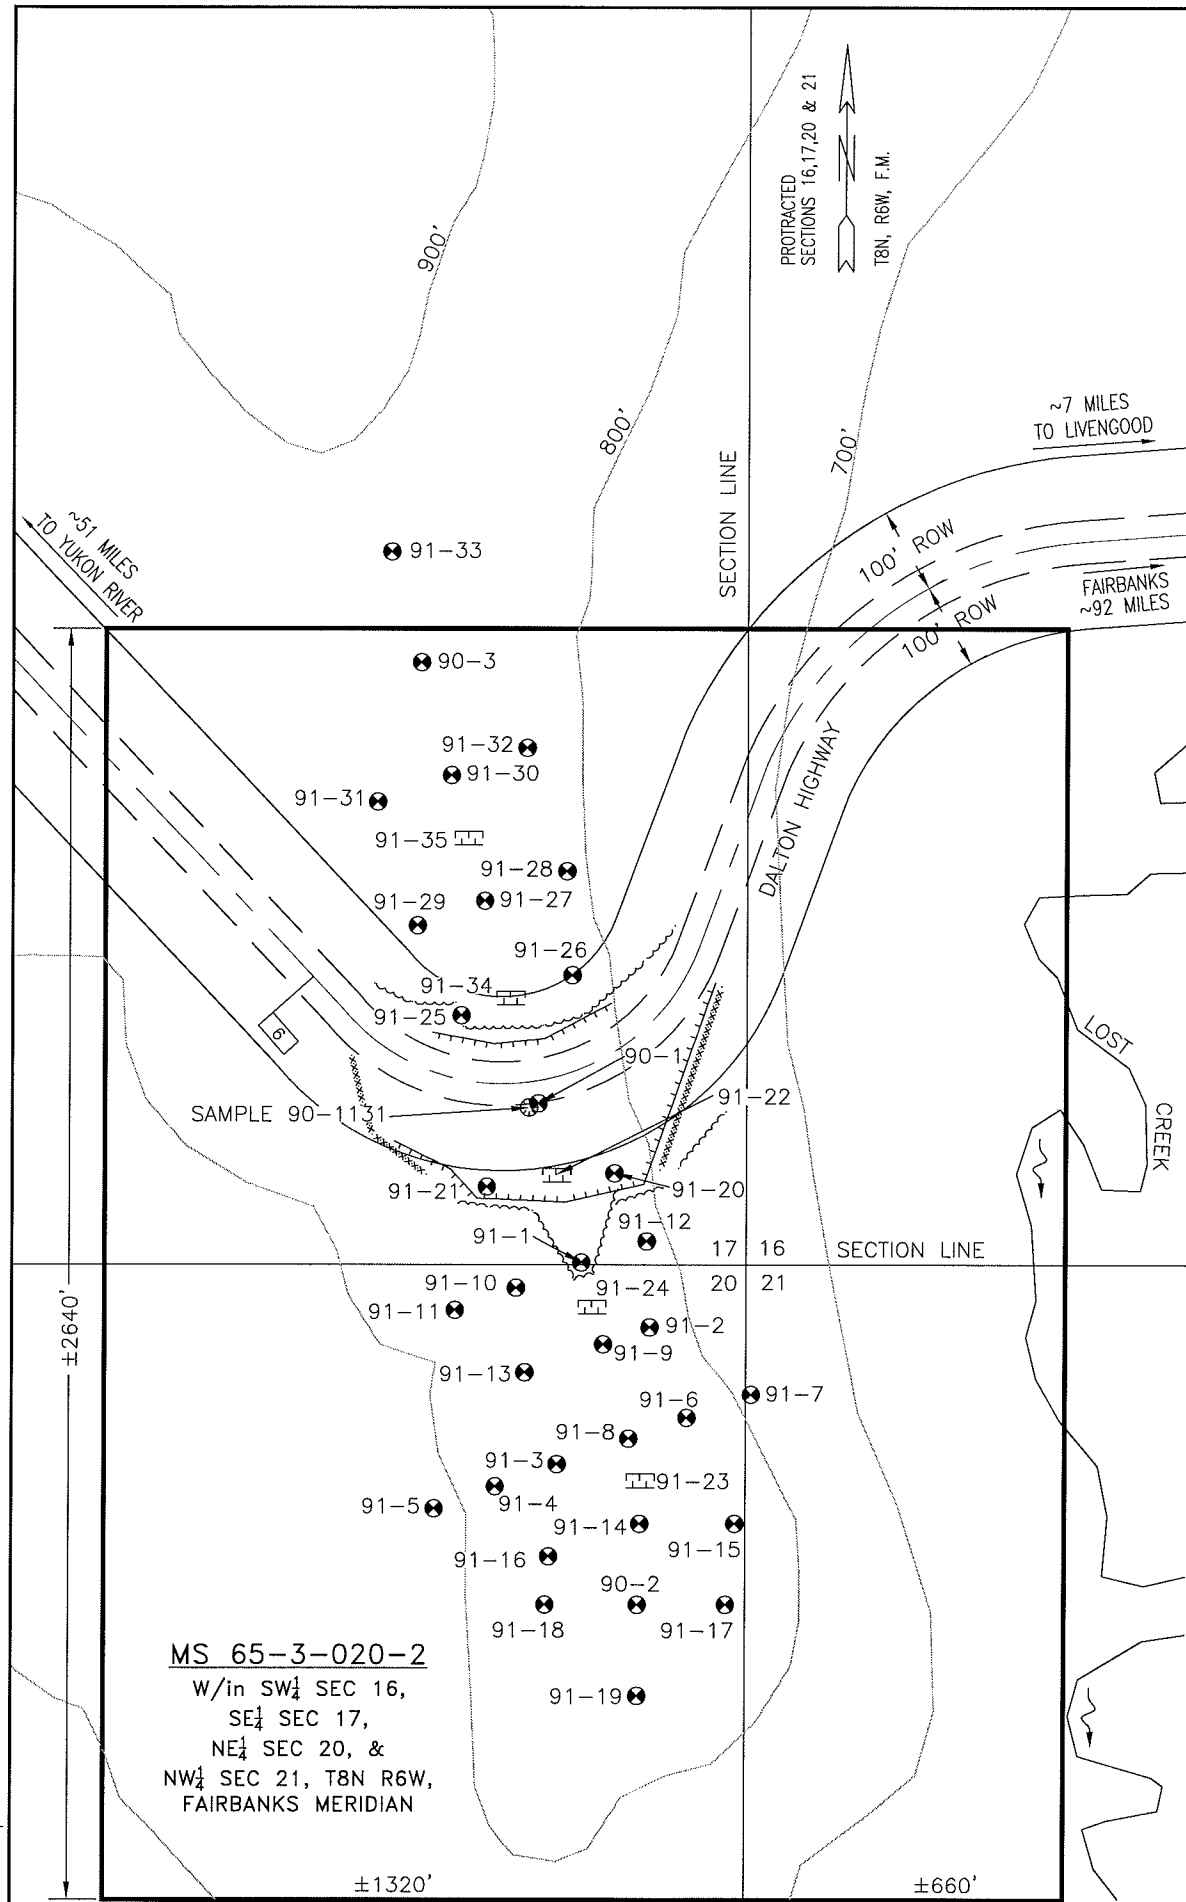 PROTRACTED
SECTIONS 16,17,20 & 21
T8N, R6W, F.M.
900'
800'
700'
~7 MILES
TO LIVENGOOD
SECTION LINE
~51 MILES
TO YUKON RIVER
100' ROW
FAIRBANKS
~92 MILES
100' ROW
91-33
90-3
91-32
91-30
91-31
91-35
91-28
91-27
91-29
91-26
91-34
91-25
DALTON HIGHWAY
6
90-1
91-22
SAMPLE 90-1131
LOST
CREEK
91-21
91-20
91-12
91-1
17 16
SECTION LINE
20 21
91-10
91-24
91-11
91-2
91-9
91-13
91-7
91-6
91-8
91-3
91-23
91-4
91-5
91-14
91-15
91-16
90-2
91-18
91-17
91-19
±2640'
MS 65-3-020-2
W/in SW¼ SEC 16,
SE¼ SEC 17,
NE¼ SEC 20, &
NW¼ SEC 21, T8N R6W,
FAIRBANKS MERIDIAN
±1320'
±660'